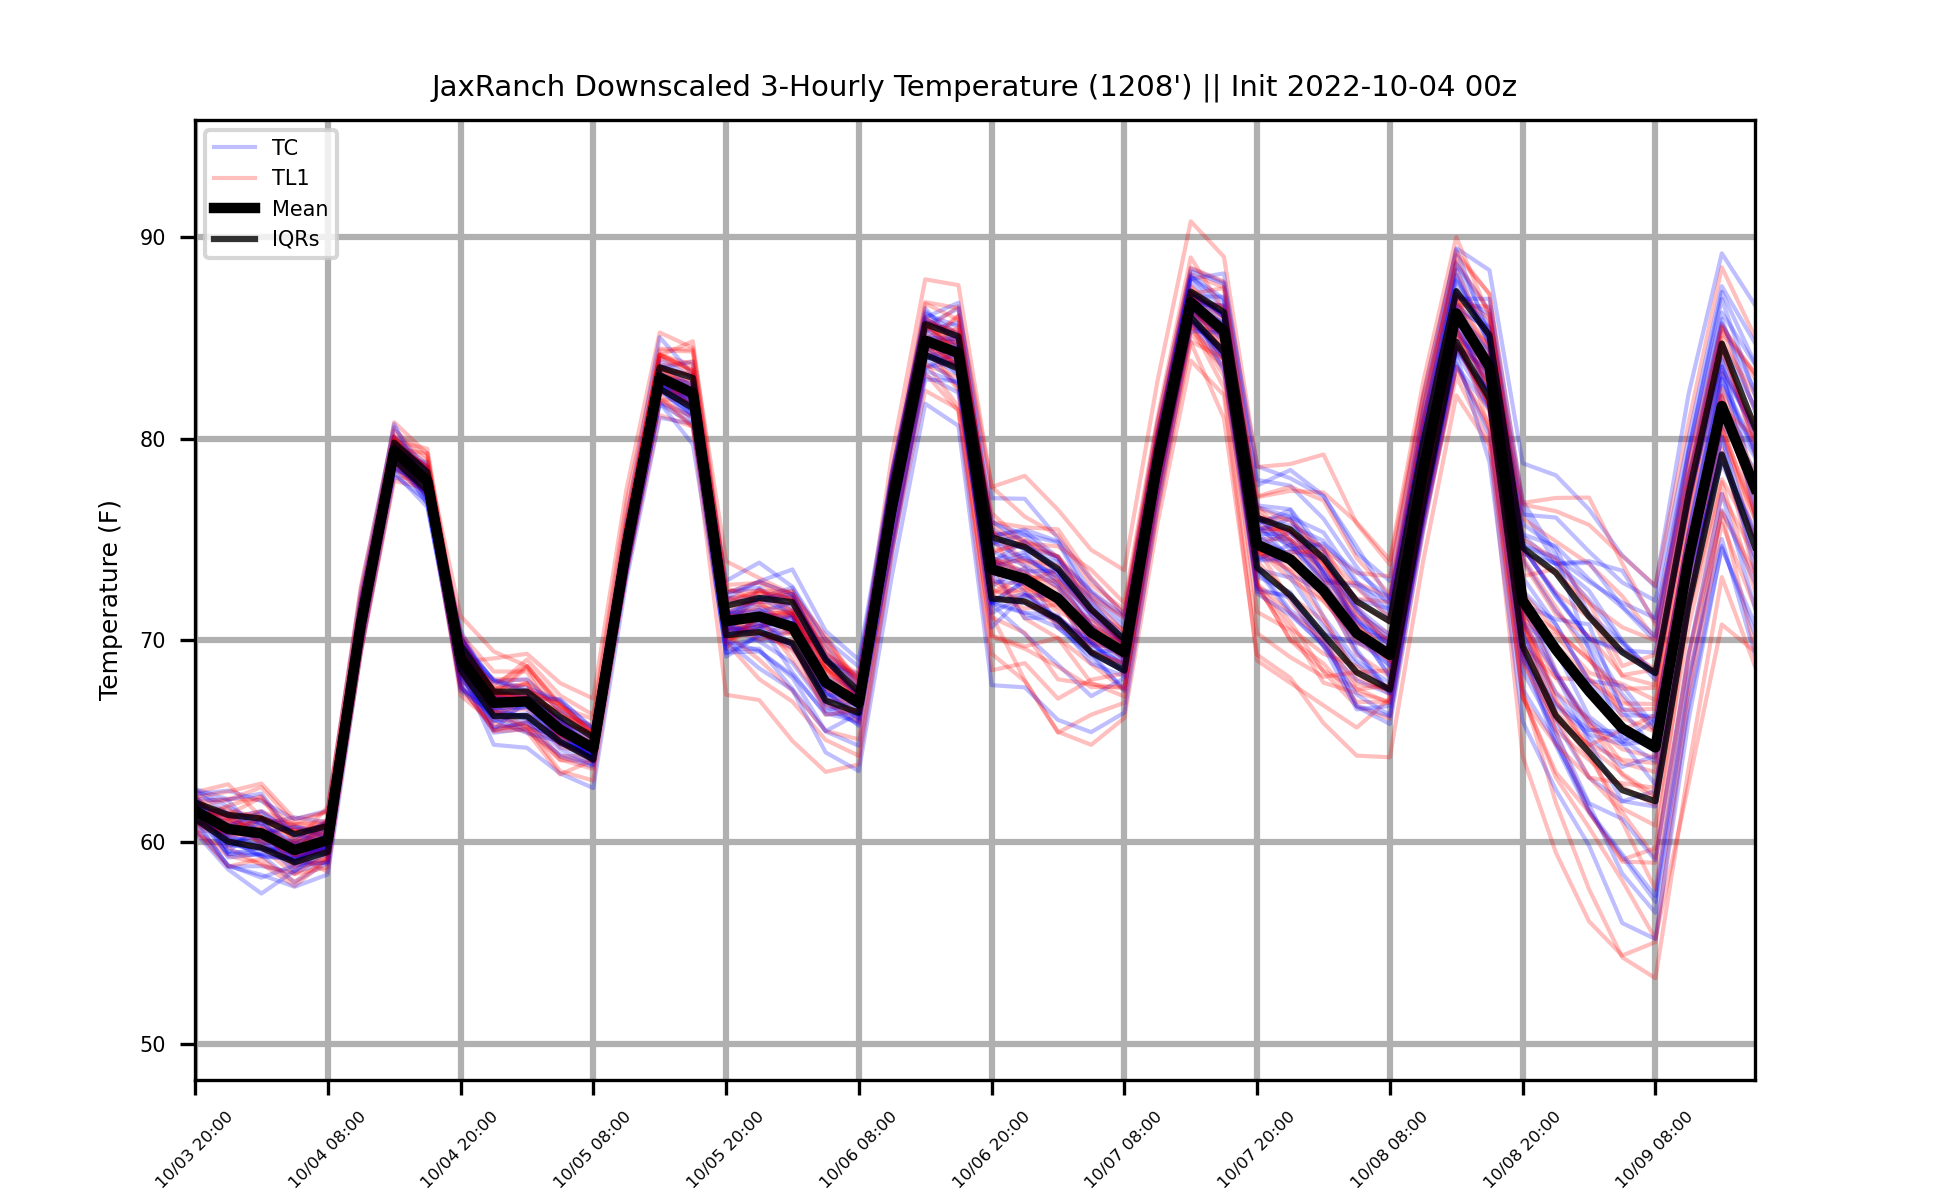 JaxRanch Downscaled 3-Hourly Temperature (1208') || Init 2022-10-04 00z
TC
TL1
Mean
IQRs
Temperature (F)
90
80
70
60
50
10/03 20:00
10/04 08:00
10/04 20:00
10/05 08:00
10/05 20:00
10/06 08:00
10/06 20:00
10/07 08:00
10/07 20:00
10/08 08:00
10/08 20:00
10/09 08:00